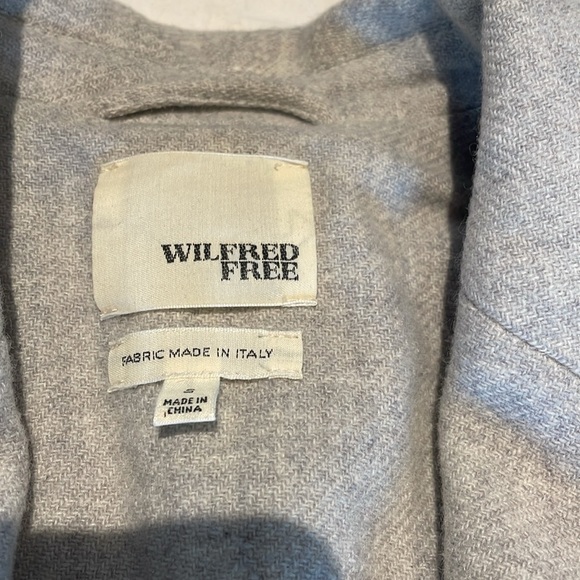 WILFRED
FREE
FABRIC MADE IN ITALY
S
MADE IN
CHINA